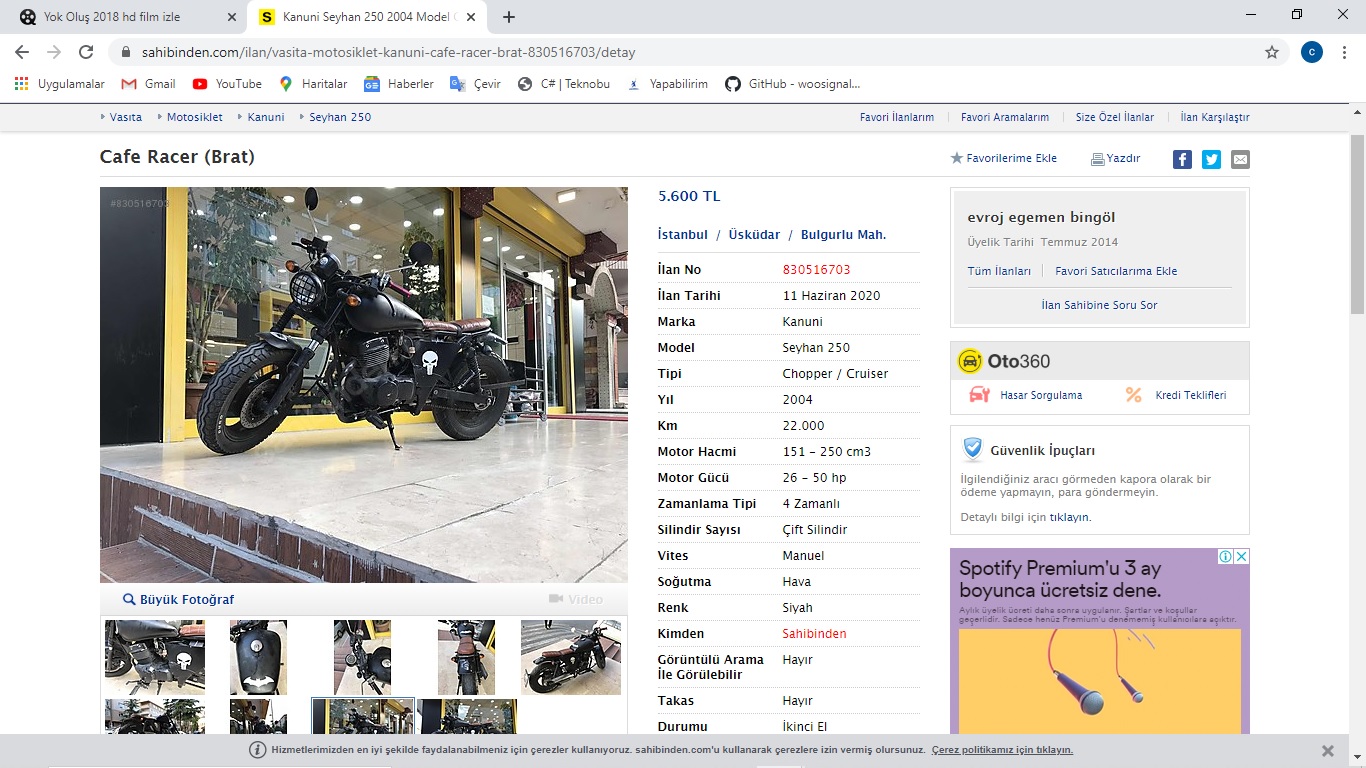 Yok Oluş 2018 hd film izle
Kanuni Seyhan 250 2004 Model
sahibinden.com/ilan/vasita-motosiklet-kanuni-cafe-racer-brat-830516703/detay
C
Uygulamalar
Gmail
YouTube
Haritalar
Haberler
Çevir
C# | Teknobu
Yapabilirim
GitHub - woosignal...
Vasıta
Motosiklet
Kanuni
Seyhan 250
Favori İlanlarım
Favori Aramalarım
Size Özel İlanlar
İlan Karşılaştır
Cafe Racer (Brat)
Favorilerime Ekle
Yazdır
#830516703
5.600 TL
İstanbul / Üsküdar / Bulgurlu Mah.
İlan No 830516703
İlan Tarihi 11 Haziran 2020
Marka Kanuni
Model Seyhan 250
Tipi Chopper / Cruiser
Yıl 2004
Km 22.000
Motor Hacmi 151 - 250 cm3
Motor Gücü 26 - 50 hp
Zamanlama Tipi 4 Zamanlı
Silindir Sayısı Çift Silindir
Vites Manuel
Soğutma Hava
Renk Siyah
Kimden Sahibinden
Görüntülü Arama Hayır
İle Görülebilir
Takas Hayır
Durumu İkinci El
Büyük Fotoğraf
Video
evroj egemen bingöl
Üyelik Tarihi Temmuz 2014
Tüm İlanları
Favori Satıcılarıma Ekle
İlan Sahibine Soru Sor
Oto360
Hasar Sorgulama
Kredi Teklifleri
Güvenlik İpuçları
İlgilendiğiniz aracı görmeden kapora olarak bir
ödeme yapmayın, para göndermeyin.
Detaylı bilgi için tıklayın.
Spotify Premium'u 3 ay
boyunca ücretsiz dene.
Aylık üyelik ücreti daha sonra uygulanır. Şartlar ve koşullar
geçerlidir. Sadece henüz Premium'u denememiş kullanıcılara açıktır.
Hizmetlerimizden en iyi şekilde faydalanabilmeniz için çerezler kullanıyoruz. sahibinden.com'u kullanarak çerezlere izin vermiş olursunuz. Çerez politikamız için tıklayın.